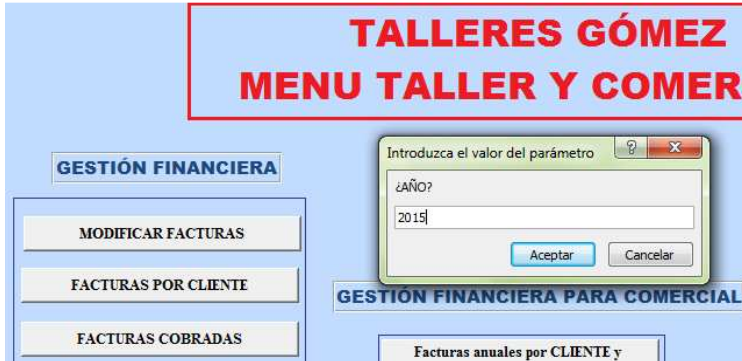 TALLERES GÓMEZ
MENU TALLER Y COMER
GESTIÓN FINANCIERA
MODIFICAR FACTURAS
FACTURAS POR CLIENTE
FACTURAS COBRADAS
Introduzca el valor del parámetro
¿AÑO?
2015
Aceptar
Cancelar
GESTIÓN FINANCIERA PARA COMERCIAL
Facturas anuales por CLIENTE y